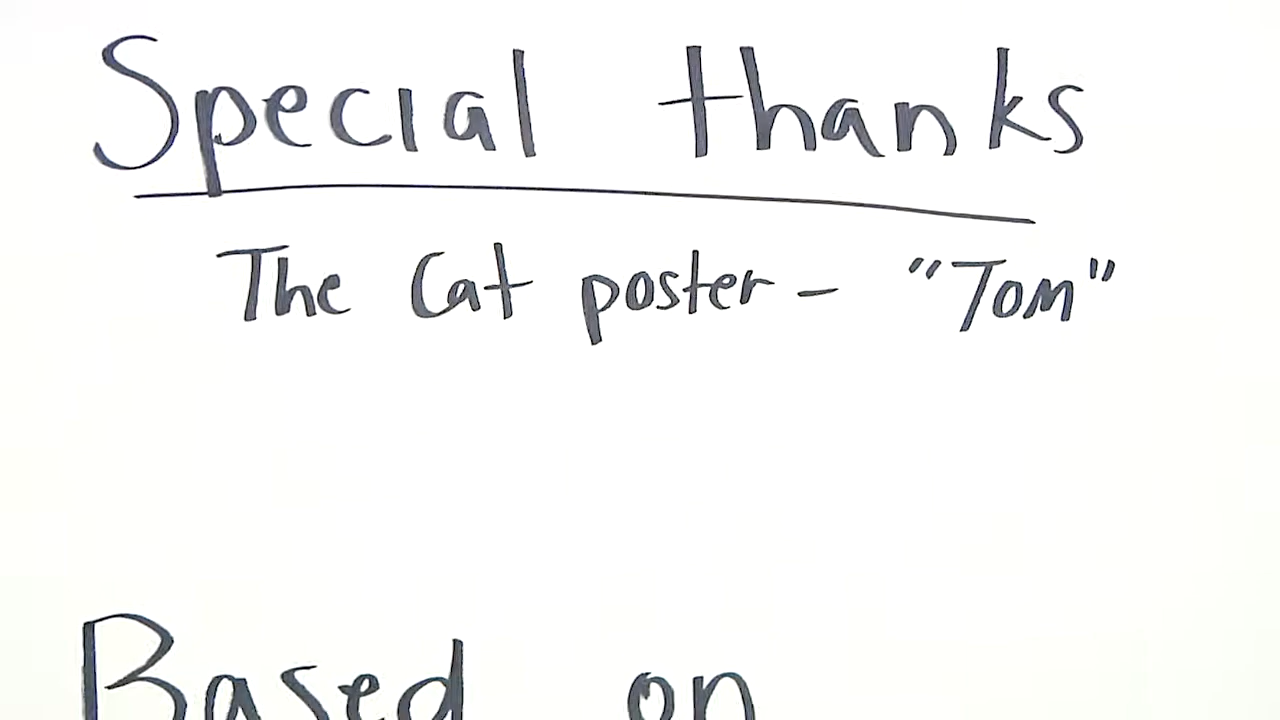 Special thanks
The Cat poster - "Tom"
Based on